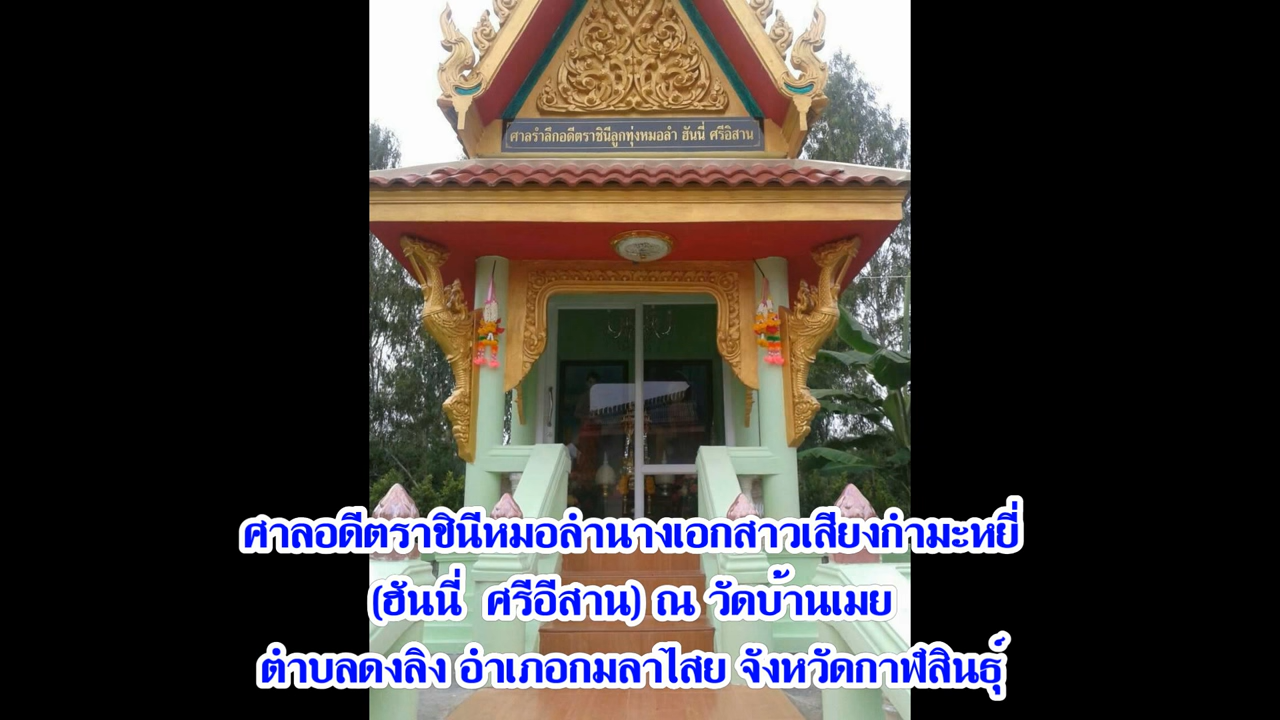 ศาลรำลึกอดีตราชินีลูกทุ่งหมอลำ ฮันนี่ ศรีอิสาน
ศาลอดีตราชินีหมอลำนางเอกสาวเสียงกำมะหยี่
(ฮันนี่ ศรีอีสาน) ณ วัดบ้านเมย
ตำบลดงลิง อำเภอกมลาไสย จังหวัดกาฬสินธุ์